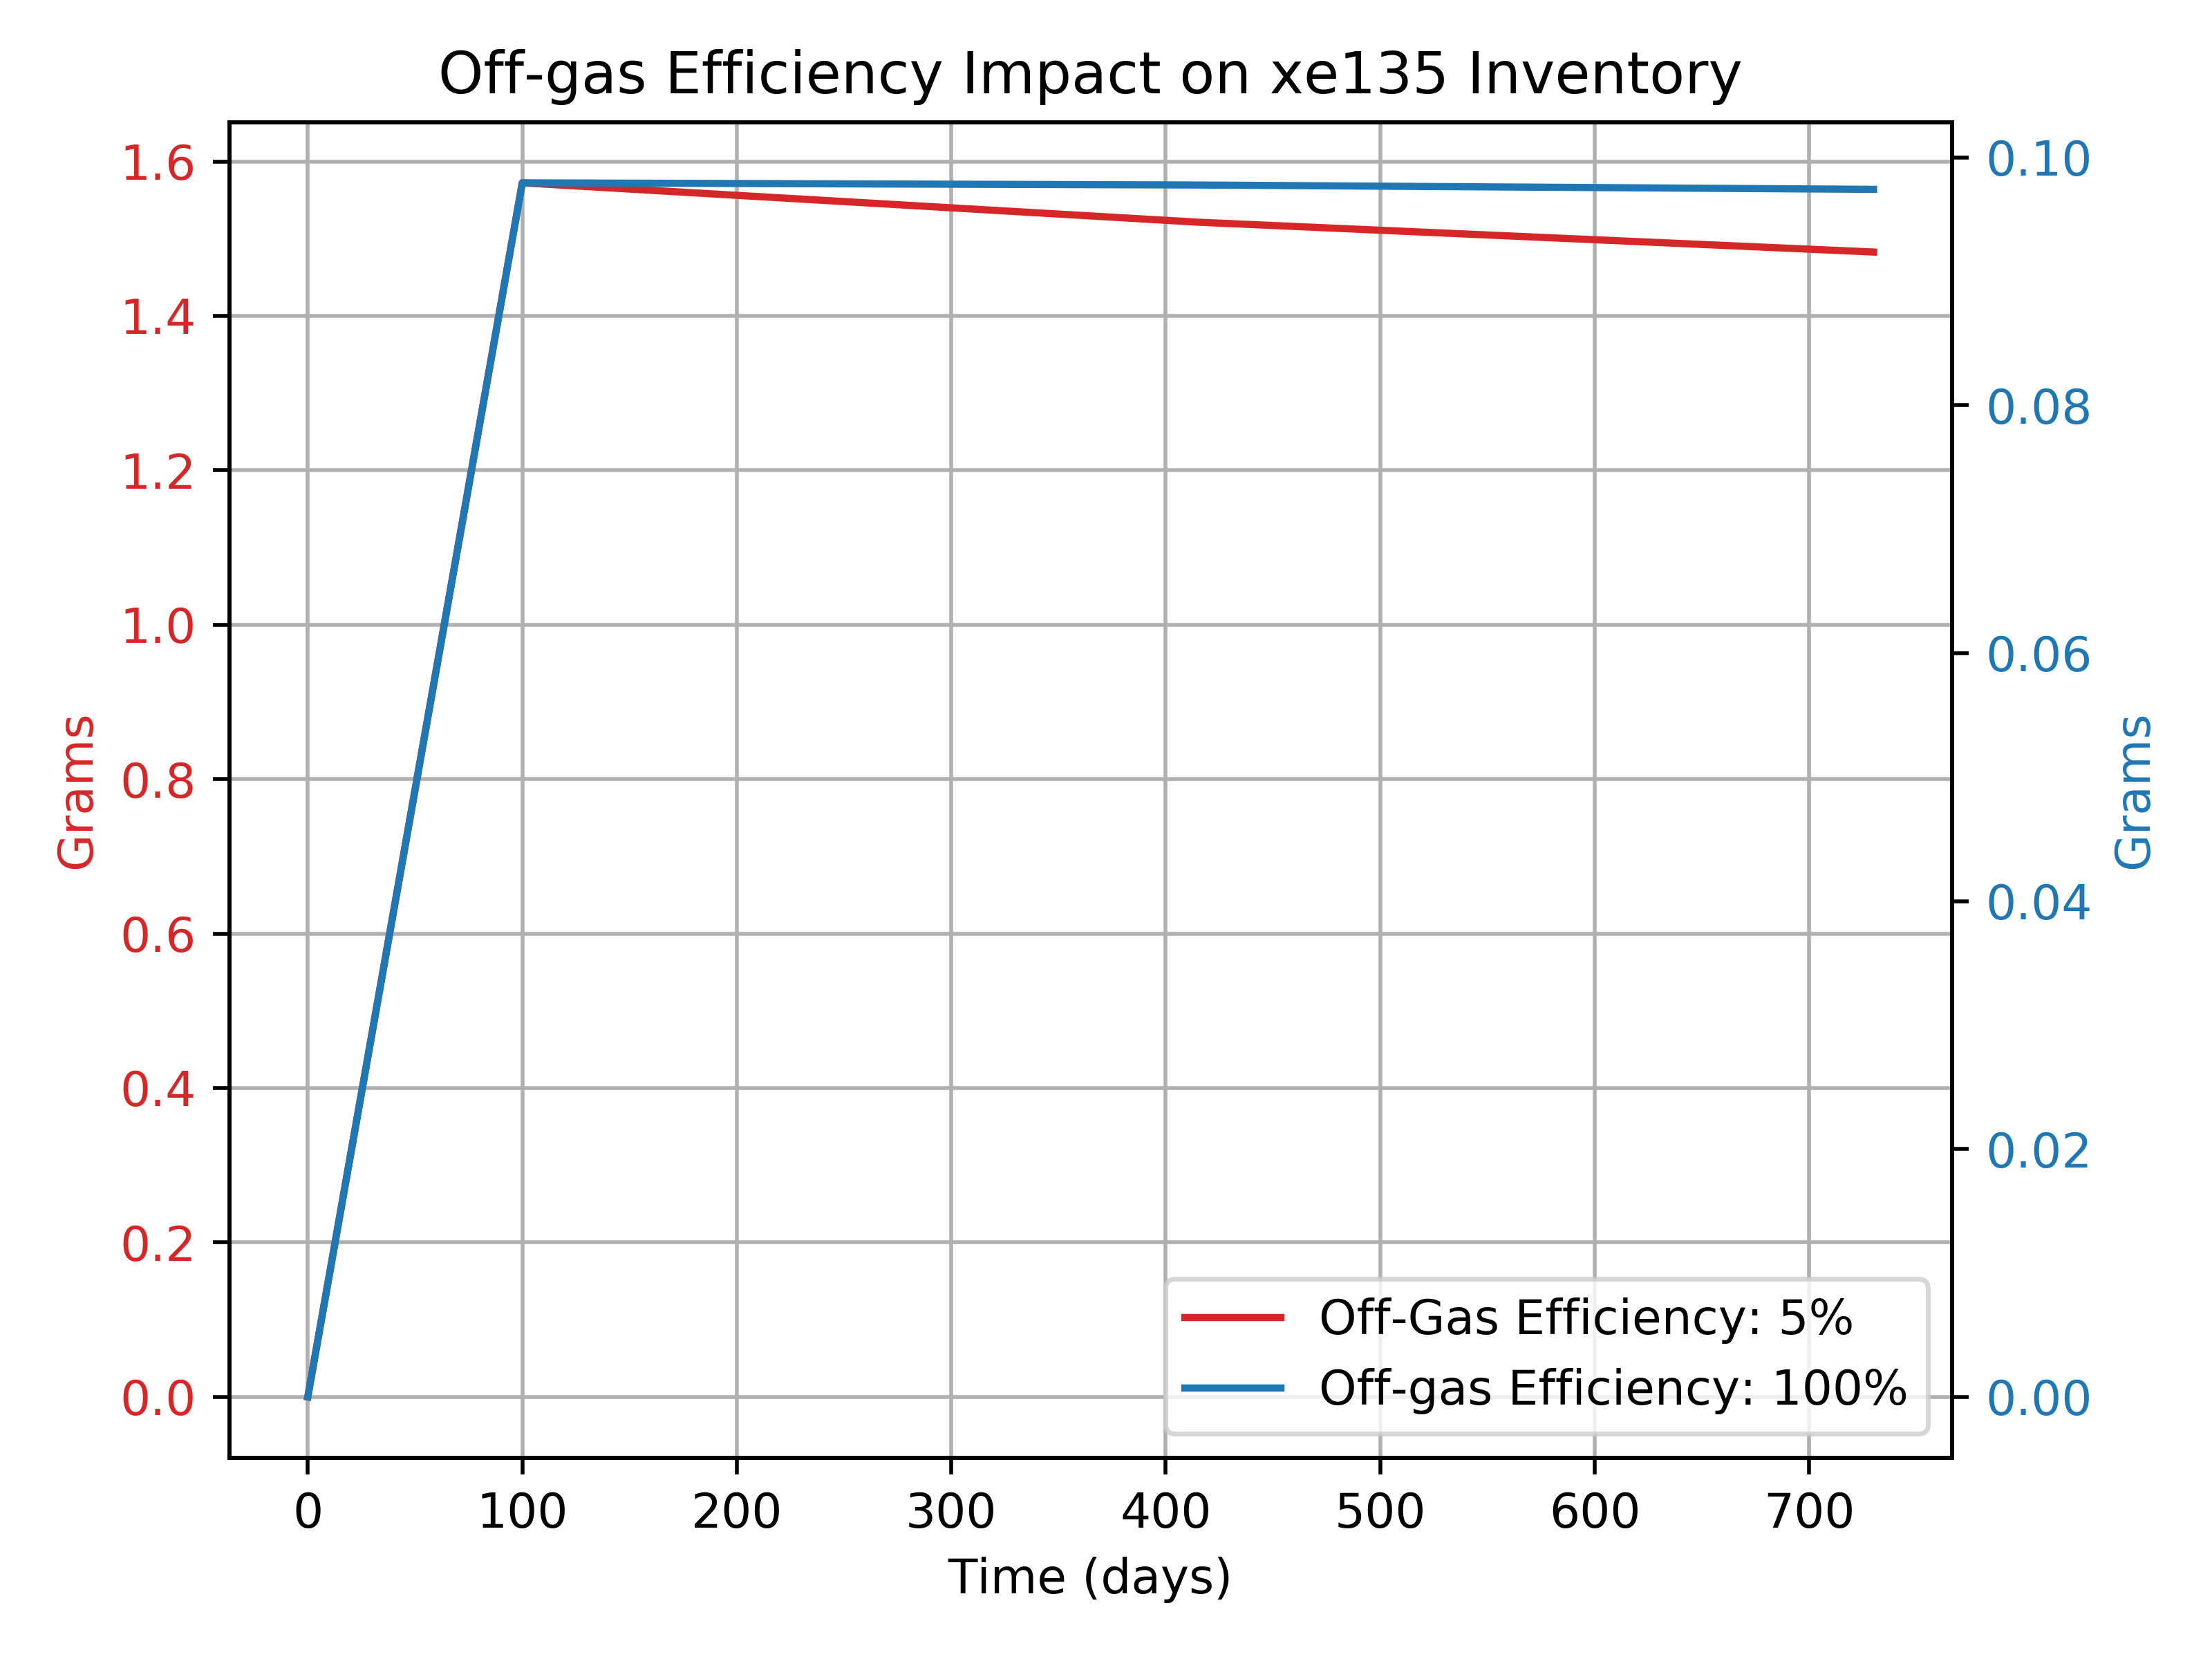 Off-gas Efficiency Impact on xe135 Inventory
1.6
1.4
1.2
1.0
0.8
0.6
0.4
0.2
0.0
Grams
0.10
0.08
0.06
0.04
0.02
0.00
Grams
Off-Gas Efficiency: 5%
Off-gas Efficiency: 100%
0 100 200 300 400 500 600 700
Time (days)